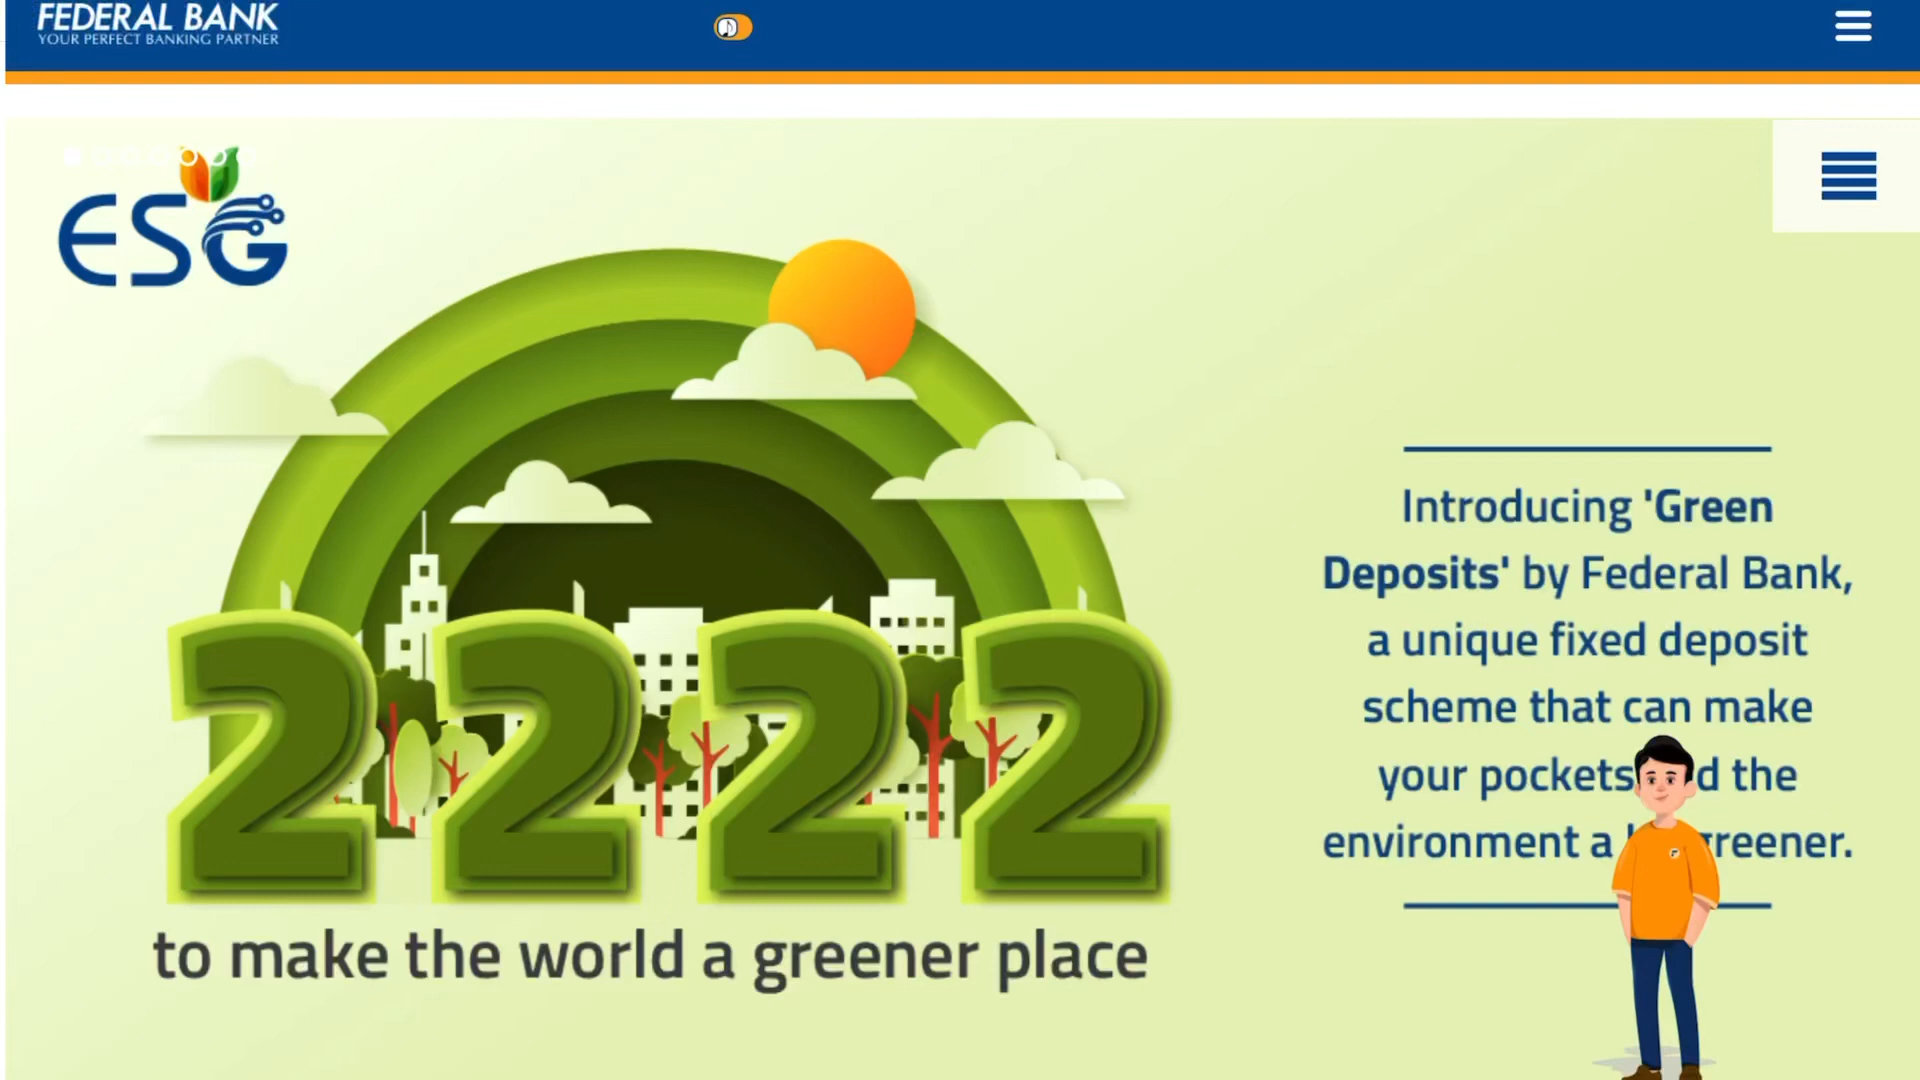 FEDERAL BANK
YOUR PERFECT BANKING PARTNER
ESG
Introducing 'Green
Deposits' by Federal Bank,
a unique fixed deposit
scheme that can make
your pockets d the
environment a greener.
2222
to make the world a greener place